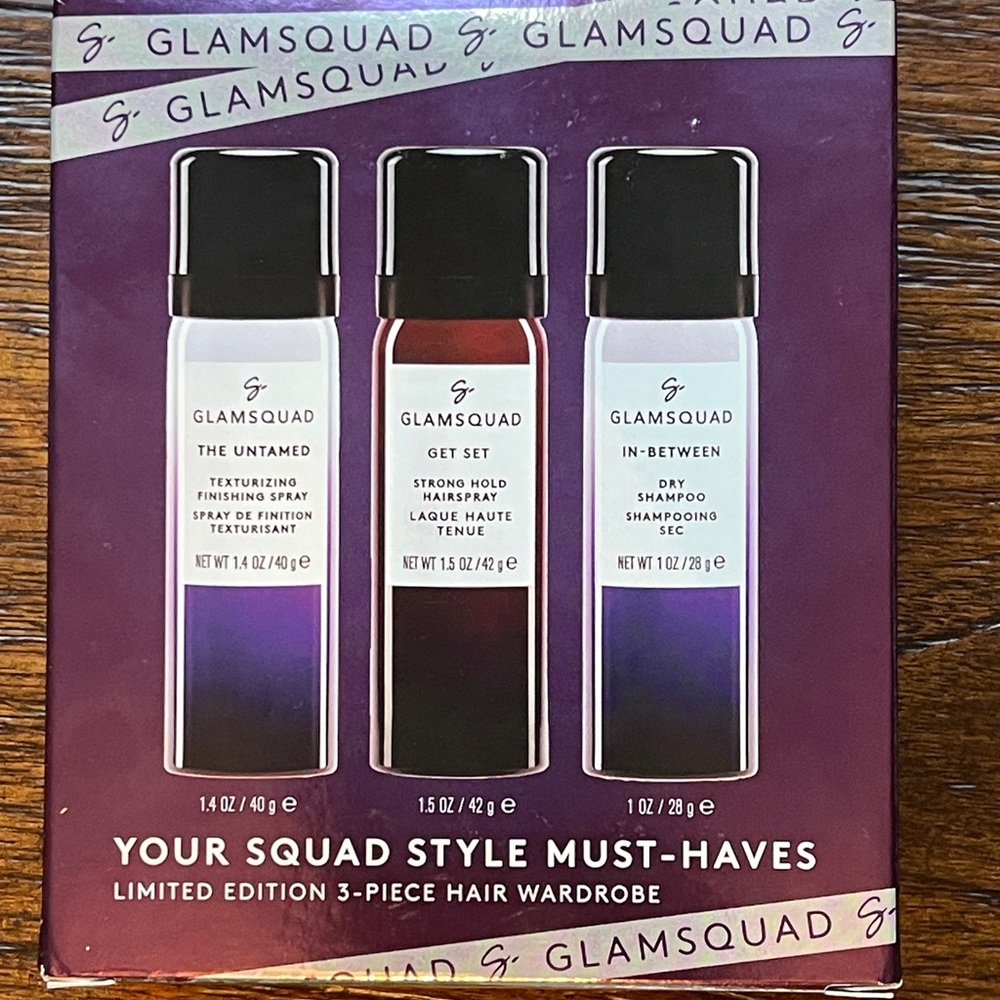 GLAMSQUAD GLAMSQUAD
GLAMSQUAD
GLAMSQUAD
THE UNTAMED
TEXTURIZING
FINISHING SPRAY
SPRAY DE FINITION
TEXTURISANT
NET WT 1.4 OZ/40 g e
GLAMSQUAD
GET SET
STRONG HOLD
HAIRSPRAY
LAQUE HAUTE
TENUE
NET WT 1.5 OZ/42 g e
GLAMSQUAD
IN-BETWEEN
DRY
SHAMPOO
SHAMPOOING
SEC
NET WT 1 OZ/28 g e
1.4 OZ / 40 g e
1.5 OZ / 42 g e
1 OZ / 28 g e
YOUR SQUAD STYLE MUST-HAVES
LIMITED EDITION 3-PIECE HAIR WARDROBE
QUAD GLAMSQUAD